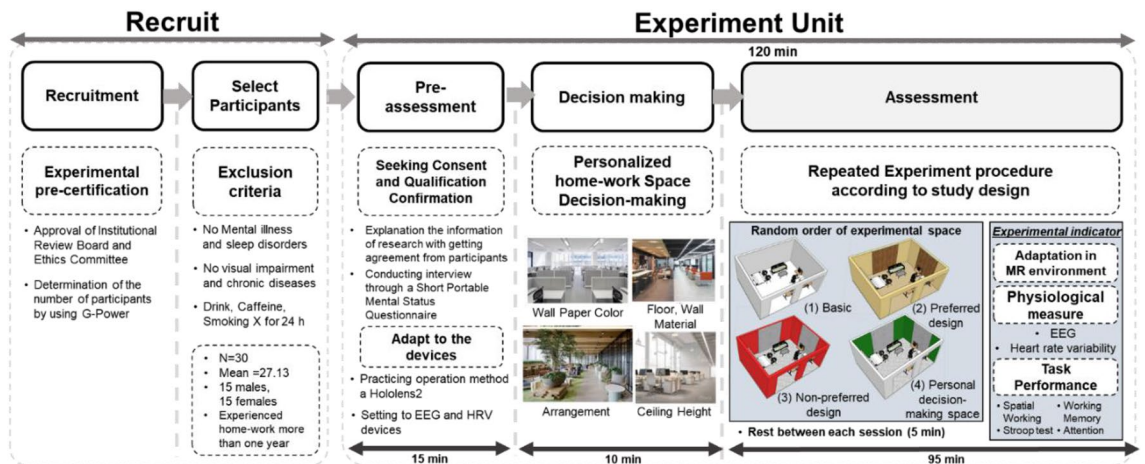 Recruit
Experiment Unit
120 min
Recruitment
Select
Participants
Pre-
assessment
Decision making
Assessment
Experimental
pre-certification
Exclusion
criteria
Seeking Consent
and Qualification
Confirmation
Personalized
home-work Space
Decision-making
Repeated Experiment procedure
according to study design
• Approval of Institutional
Review Board and
Ethics Committee
• Determination of the
number of participants
by using G-Power
• No Mental illness
and sleep disorders
• No visual impairment
and chronic diseases
• Drink, Caffeine,
Smoking X for 24 h
• N=30
• Mean =27.13
• 15 males,
15 females
• Experienced
home-work more
than one year
• Explanation the information
of research with getting
agreement from participants
• Conducting interview
through a Short Portable
Mental Status
Questionnaire
Adapt to the
devices
• Practicing operation method
a Hololens2
• Setting to EEG and HRV
devices
15 min
Wall Paper Color
Floor, Wall
Material
Arrangement
Ceiling Height
10 min
Random order of experimental space
(1) Basic
(2) Preferred
design
(3) Non-preferred
design
(4) Personal
decision-
making space
• Rest between each session (5 min)
Experimental indicator
Adaptation in
MR environment
Physiological
measure
• EEG
• Heart rate variability
Task
Performance
• Spatial
Working
• Working
Memory
• Stroop test
• Attention
95 min